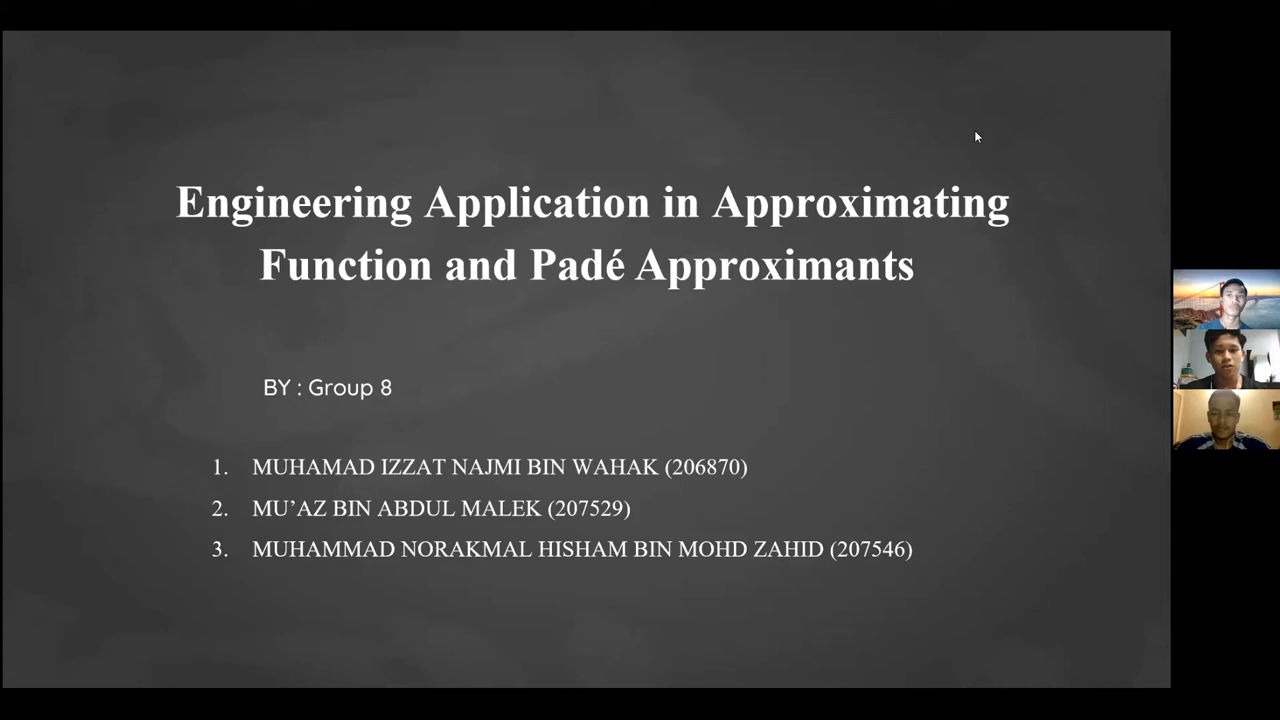 Engineering Application in Approximating
Function and Padé Approximants
BY : Group 8
1. MUHAMAD IZZAT NAJMI BIN WAHAK (206870)
2. MU’AZ BIN ABDUL MALEK (207529)
3. MUHAMMAD NORAKMAL HISHAM BIN MOHD ZAHID (207546)